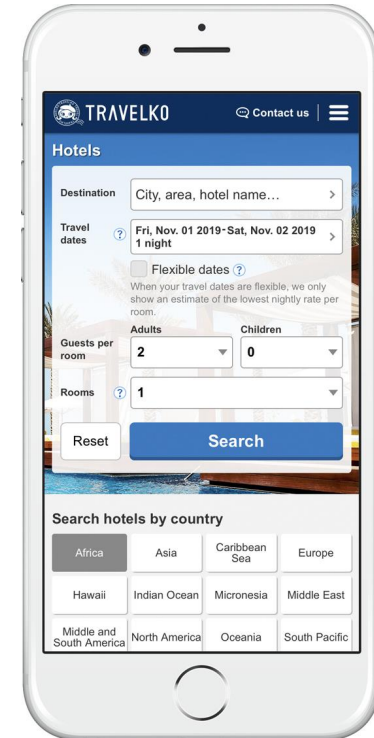 TRAVELKO
Contact us
Hotels
Destination
City, area, hotel name...
Travel
dates
?
Fri, Nov. 01 2019-Sat, Nov. 02 2019
1 night
Flexible dates ?
When your travel dates are flexible, we only
show an estimate of the lowest nightly rate per
room.
Adults
Children
Guests per
room
2
0
Rooms ?
1
Reset
Search
Search hotels by country
Africa
Asia
Caribbean
Sea
Europe
Hawaii
Indian Ocean
Micronesia
Middle East
Middle and
South America
North America
Oceania
South Pacific